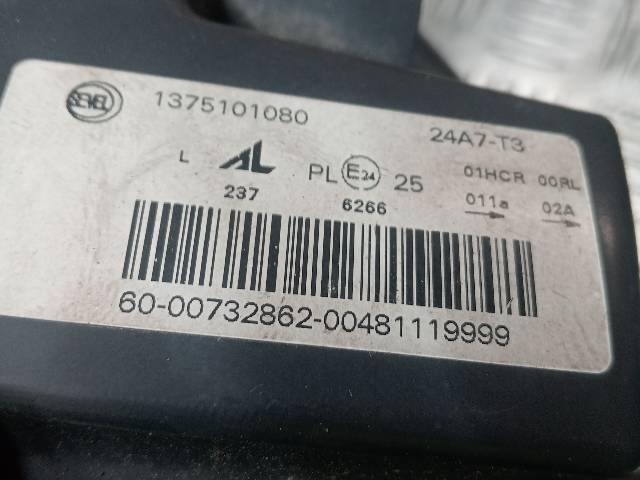 SEVEL 1375101080 24A7-T3
L AL PL E24 25 01HCR 00RL
237 6266 011a 02A
60-00732862-00481119999